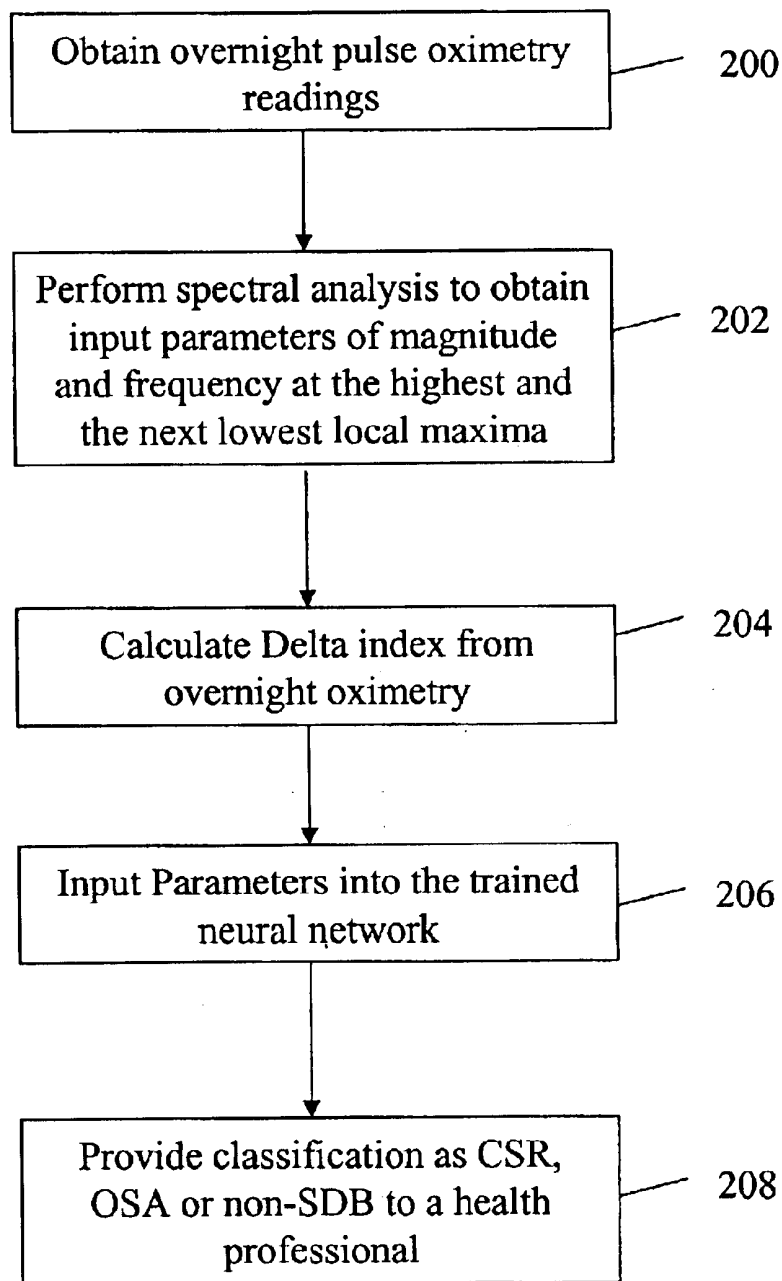 Obtain overnight pulse oximetry
readings
200
Perform spectral analysis to obtain
input parameters of magnitude
and frequency at the highest and
the next lowest local maxima
202
Calculate Delta index from
overnight oximetry
204
Input Parameters into the trained
neural network
206
Provide classification as CSR,
OSA or non-SDB to a health
professional
208